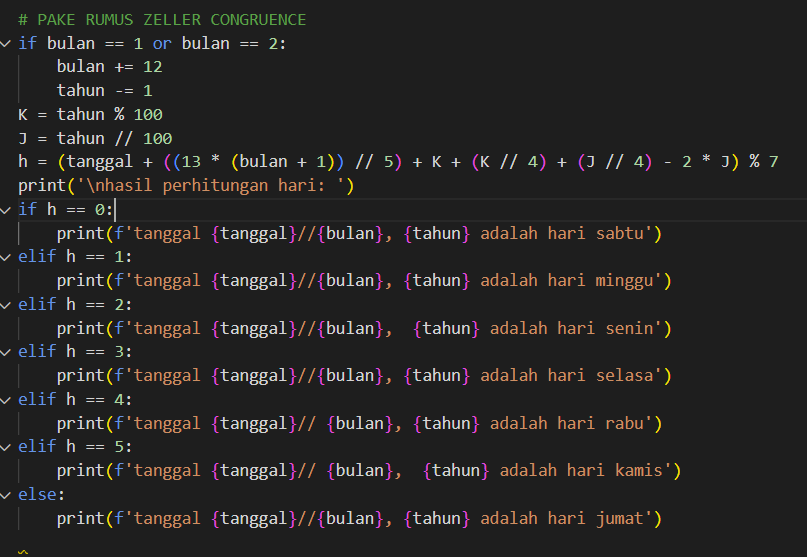 # PAKE RUMUS ZELLER CONGRUENCE
if bulan == 1 or bulan == 2:
    bulan += 12
    tahun -= 1
K = tahun % 100
J = tahun // 100
h = (tanggal + ((13 * (bulan + 1)) // 5) + K + (K // 4) + (J // 4) - 2 * J) % 7
print('\nhasil perhitungan hari: ')
if h == 0:
    print(f'tanggal {tanggal}//{bulan}, {tahun} adalah hari sabtu')
elif h == 1:
    print(f'tanggal {tanggal}//{bulan}, {tahun} adalah hari minggu')
elif h == 2:
    print(f'tanggal {tanggal}//{bulan},  {tahun} adalah hari senin')
elif h == 3:
    print(f'tanggal {tanggal}//{bulan}, {tahun} adalah hari selasa')
elif h == 4:
    print(f'tanggal {tanggal}// {bulan}, {tahun} adalah hari rabu')
elif h == 5:
    print(f'tanggal {tanggal}// {bulan},  {tahun} adalah hari kamis')
else:
    print(f'tanggal {tanggal}//{bulan}, {tahun} adalah hari jumat')